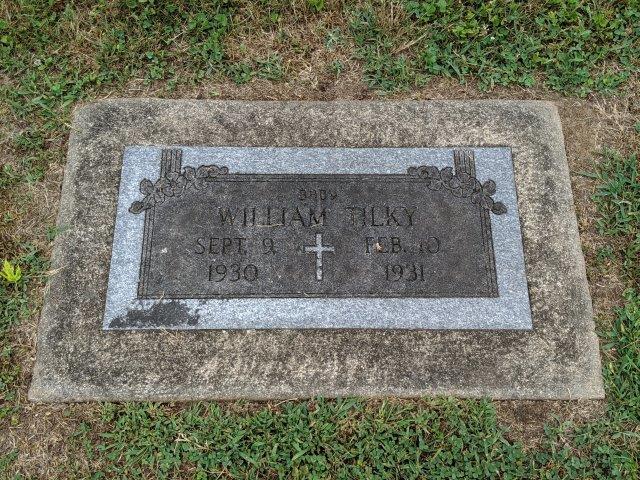 BABY
WILLIAM TILKY
SEPT. 9 FEB. 10
1930 1931